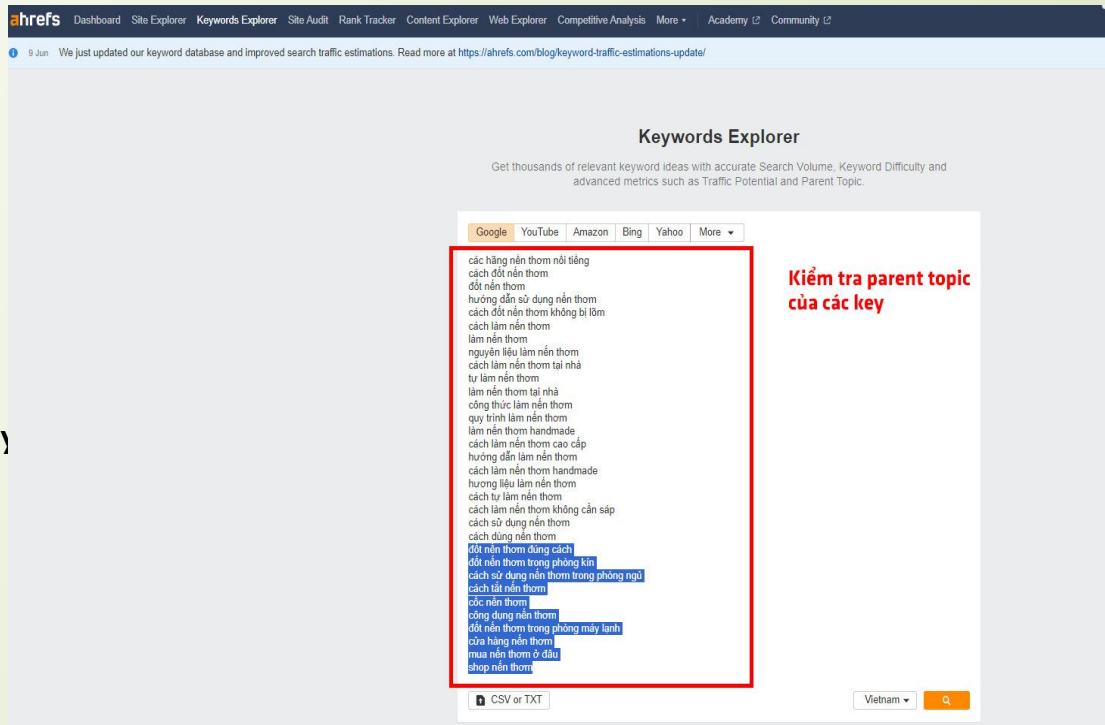 ahrefs Dashboard Site Explorer Keywords Explorer Site Audit Rank Tracker Content Explorer Web Explorer Competitive Analysis More Academy Community
9 Jun We just updated our keyword database and improved search traffic estimations. Read more at https://ahrefs.com/blog/keyword-traffic-estimations-update/
Keywords Explorer
Get thousands of relevant keyword ideas with accurate Search Volume, Keyword Difficulty and
advanced metrics such as Traffic Potential and Parent Topic.
Google YouTube Amazon Bing Yahoo More
các hãng nến thơm nổi tiếng
cách đốt nến thơm
đốt nến thơm
hướng dẫn sử dụng nến thơm
cách đốt nến thơm không bị lõm
cách làm nến thơm
làm nến thơm
nguyên liệu làm nến thơm
cách làm nến thơm tại nhà
tự làm nến thơm
làm nến thơm tại nhà
công thức làm nến thơm
quy trình làm nến thơm
làm nến thơm handmade
cách làm nến thơm cao cấp
hướng dẫn làm nến thơm
cách làm nến thơm handmade
hương liệu làm nến thơm
cách tự làm nến thơm
cách làm nến thơm không cần sáp
cách sử dụng nến thơm
cách dùng nến thơm
đốt nến thơm đúng cách
đốt nến thơm trong phòng kín
cách sử dụng nến thơm trong phòng ngủ
cách tắt nến thơm
cốc nến thơm
công dụng nến thơm
đốt nến thơm trong phòng máy lạnh
cửa hàng nến thơm
mua nến thơm ở đâu
shop nến thơm
Kiểm tra parent topic
của các key
CSV or TXT
Vietnam